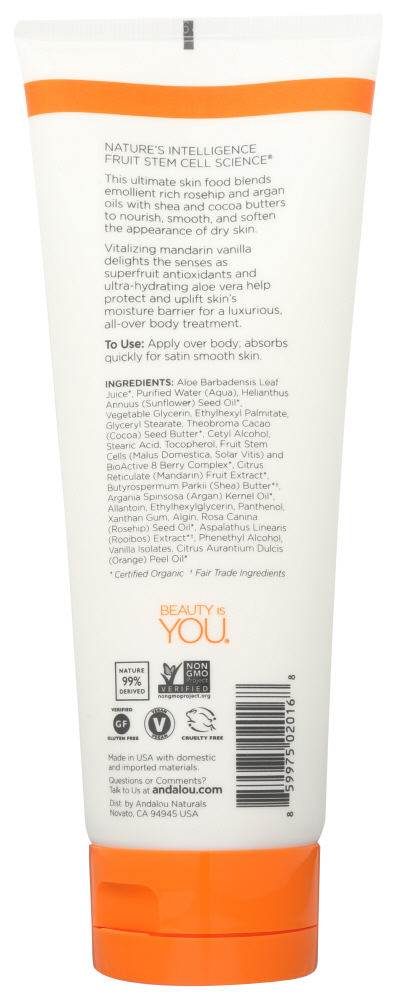 NATURE'S INTELLIGENCE
FRUIT STEM CELL SCIENCE®
This ultimate skin food blends
emollient rich rosehip and argan
oils with shea and cocoa butters
to nourish, smooth, and soften
the appearance of dry skin.
Vitalizing mandarin vanilla
delights the senses as
superfruit antioxidants and
ultra-hydrating aloe vera help
protect and uplift skin's
moisture barrier for a luxurious,
all-over body treatment.
To Use: Apply over body; absorbs
quickly for satin smooth skin.
INGREDIENTS: Aloe Barbadensis Leaf
Juice*, Purified Water (Aqua), Helianthus
Annuus (Sunflower) Seed Oil*,
Vegetable Glycerin, Ethylhexyl Palmitate,
Glyceryl Stearate, Theobroma Cacao
(Cocoa) Seed Butter*, Cetyl Alcohol,
Stearic Acid, Tocopherol, Fruit Stem
Cells (Malus Domestica, Solar Vitis) and
BioActive 8 Berry Complex*, Citrus
Reticulate (Mandarin) Fruit Extract*,
Butyrospermum Parkii (Shea) Butter*†,
Argania Spinsosa (Argan) Kernel Oil*,
Allantoin, Ethylhexylglycerin, Panthenol,
Xanthan Gum, Algin, Rosa Canina
(Rosehip) Seed Oil*, Aspalathus Linearis
(Rooibos) Extract*†, Phenethyl Alcohol,
Vanilla Isolates, Citrus Aurantium Dulcis
(Orange) Peel Oil*
* Certified Organic † Fair Trade Ingredients
BEAUTY IS
YOU®
NATURE
99%
DERIVED
NON
GMO
Project
VERIFIED
nongmoproject.org
VERIFIED
GF
GLUTEN FREE
VEGAN
V
VEGAN
CRUELTY FREE
Made in USA with domestic
and imported materials.
Questions or Comments?
Talk to Us at andalou.com
Dist. by Andalou Naturals
Novato, CA 94945 USA
8 59975 02016 8